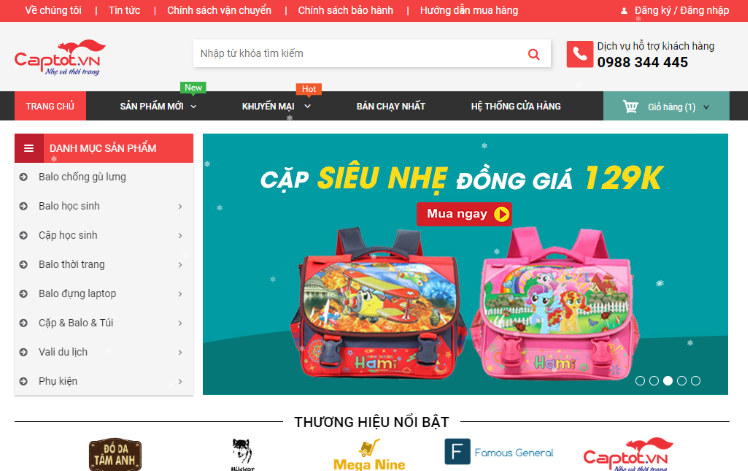 Về chúng tôi | Tin tức | Chính sách vận chuyển | Chính sách bảo hành | Hướng dẫn mua hàng
Đăng ký / Đăng nhập
Captot.vn
Nhẹ và thời trang
Nhập từ khóa tìm kiếm
Dịch vụ hỗ trợ khách hàng
0988 344 445
New
Hot
TRANG CHỦ
SẢN PHẨM MỚI
KHUYẾN MẠI
BÁN CHẠY NHẤT
HỆ THỐNG CỬA HÀNG
Giỏ hàng (1)
DANH MỤC SẢN PHẨM
Balo chống gù lưng
Balo học sinh
Cặp học sinh
Balo thời trang
Balo đựng laptop
Cặp & Balo & Túi
Vali du lịch
Phụ kiện
CẶP SIÊU NHẸ ĐỒNG GIÁ 129K
Mua ngay
Hami
Hami
THƯƠNG HIỆU NỔI BẬT
ĐỒ DA
TÂM ANH
Mega Nine
F Famous General
Captot.vn